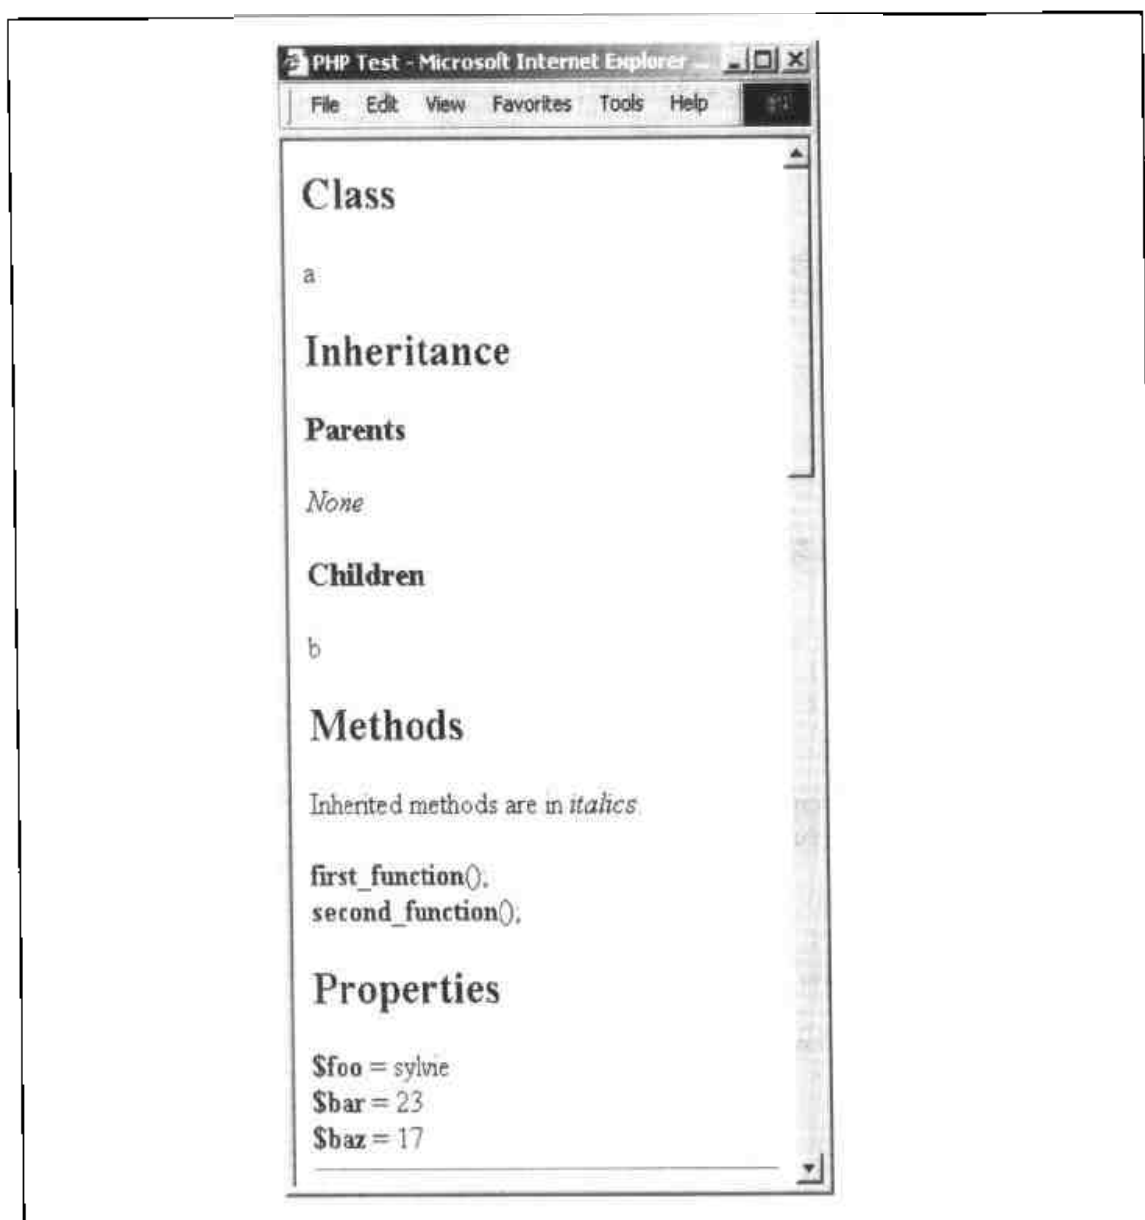 PHP Test - Microsoft Internet Explorer ...
File Edit View Favorites Tools Help
Class
a
Inheritance
Parents
None
Children
b
Methods
Inherited methods are in italics.
first_function();
second_function();
Properties
$foo = sylvie
$bar = 23
$baz = 17